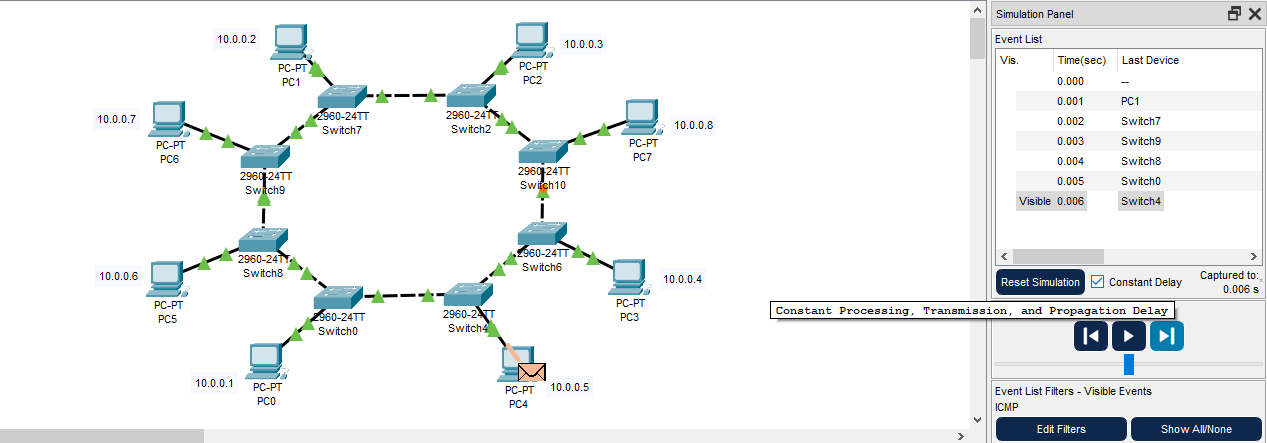 10.0.0.2
PC-PT
PC1
10.0.0.3
PC-PT
PC2
2960-24TT
Switch7
2960-24TT
Switch2
10.0.0.7
PC-PT
PC6
10.0.0.8
PC-PT
PC7
2960-24TT
Switch9
2960-24TT
Switch10
10.0.0.6
PC-PT
PC5
2960-24TT
Switch8
2960-24TT
Switch6
10.0.0.4
PC-PT
PC3
2960-24TT
Switch0
2960-24TT
Switch4
10.0.0.1
PC-PT
PC0
10.0.0.5
PC-PT
PC4
Simulation Panel
Event List
Vis. Time(sec) Last Device
0.000 --
0.001 PC1
0.002 Switch7
0.003 Switch9
0.004 Switch8
0.005 Switch0
Visible 0.006 Switch4
Reset Simulation Constant Delay Captured to:
0.006 s
Constant Processing, Transmission, and Propagation Delay
Event List Filters - Visible Events
ICMP
Edit Filters Show All/None